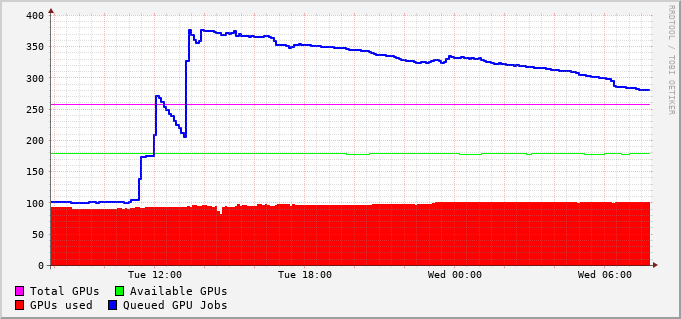 400
350
300
250
200
150
100
50
0
Tue 12:00 Tue 18:00 Wed 00:00 Wed 06:00
Total GPUs Available GPUs
GPUs used Queued GPU Jobs
RRDTOOL / TOBI OETIKER